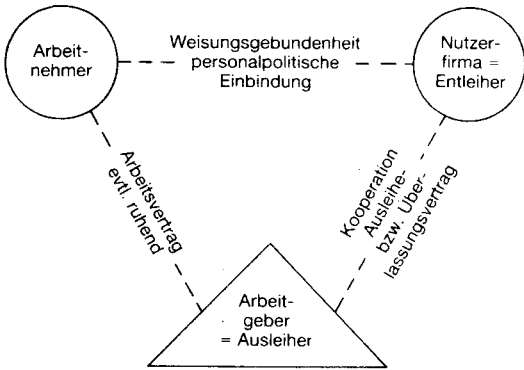 Arbeit-
nehmer
Weisungsgebundenheit
personalpolitische
Einbindung
Nutzer-
firma =
Entleiher
Arbeitsvertrag
evtl. ruhend
Kooperation
Ausleihe-
bzw. Über-
lassungsvertrag
Arbeit-
geber
= Ausleiher